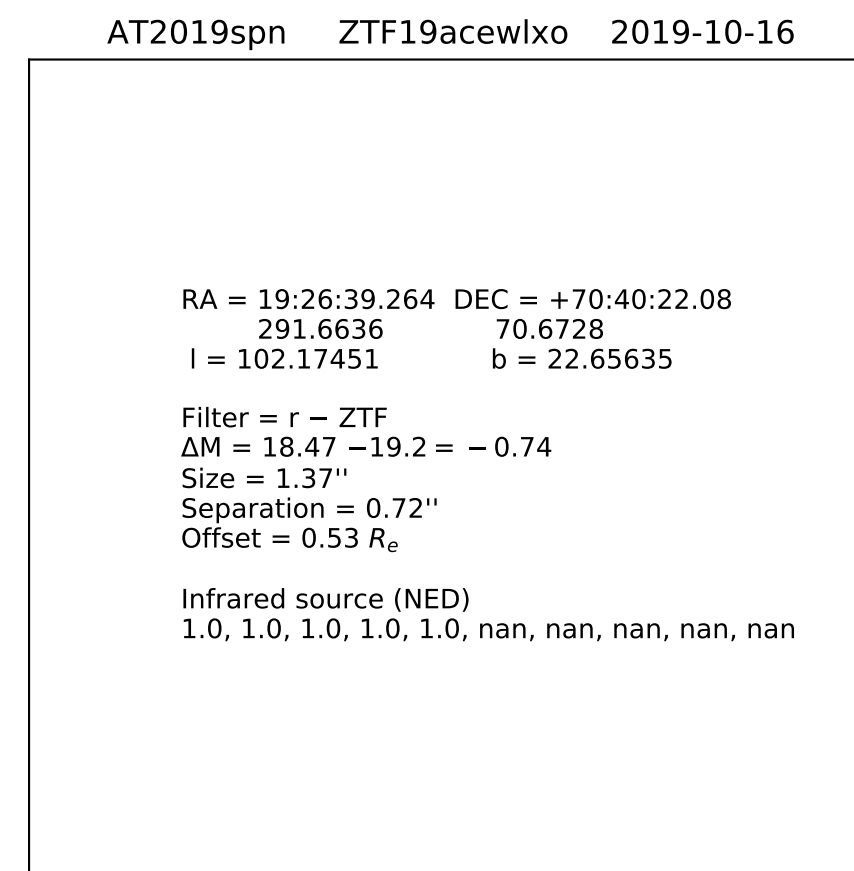 AT2019spn ZTF19acewlxo 2019-10-16
RA = 19:26:39.264 DEC = +70:40:22.08
291.6636 70.6728
l = 102.17451 b = 22.65635
Filter = r − ZTF
ΔM = 18.47 −19.2 = − 0.74
Size = 1.37''
Separation = 0.72''
Offset = 0.53 Re
Infrared source (NED)
1.0, 1.0, 1.0, 1.0, 1.0, nan, nan, nan, nan, nan